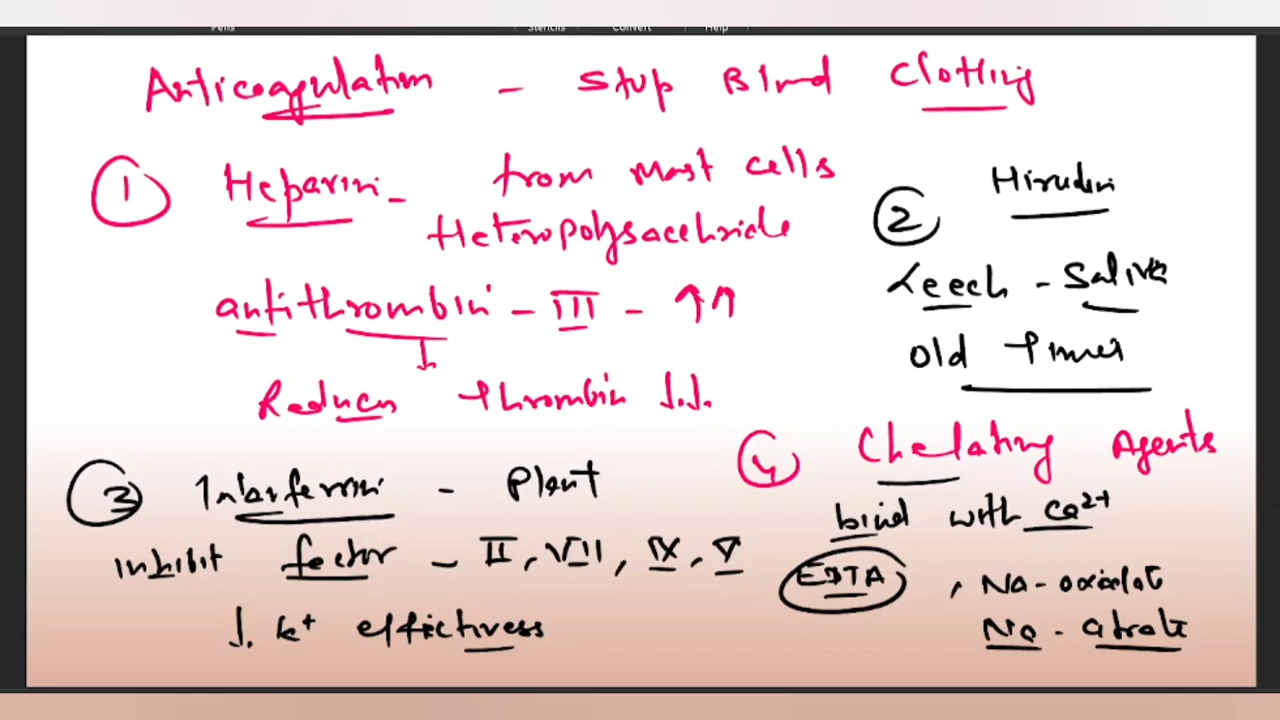 Anticoagulation - Stop Blood Clotting
① Heparin - from mast cells
Heteropolysaccharide
antithrombin - III - ↑↑
↓
Reduces thrombin ↓↓
② Hirudin
Leech - Saliva
Old times
③ Interferon - Plant
inhibit factor - II, VII, IX, V
↓ k+ effectivess
④ Chelating Agents
bind with Ca2+
EDTA, Na-oxalat
Na - citrate